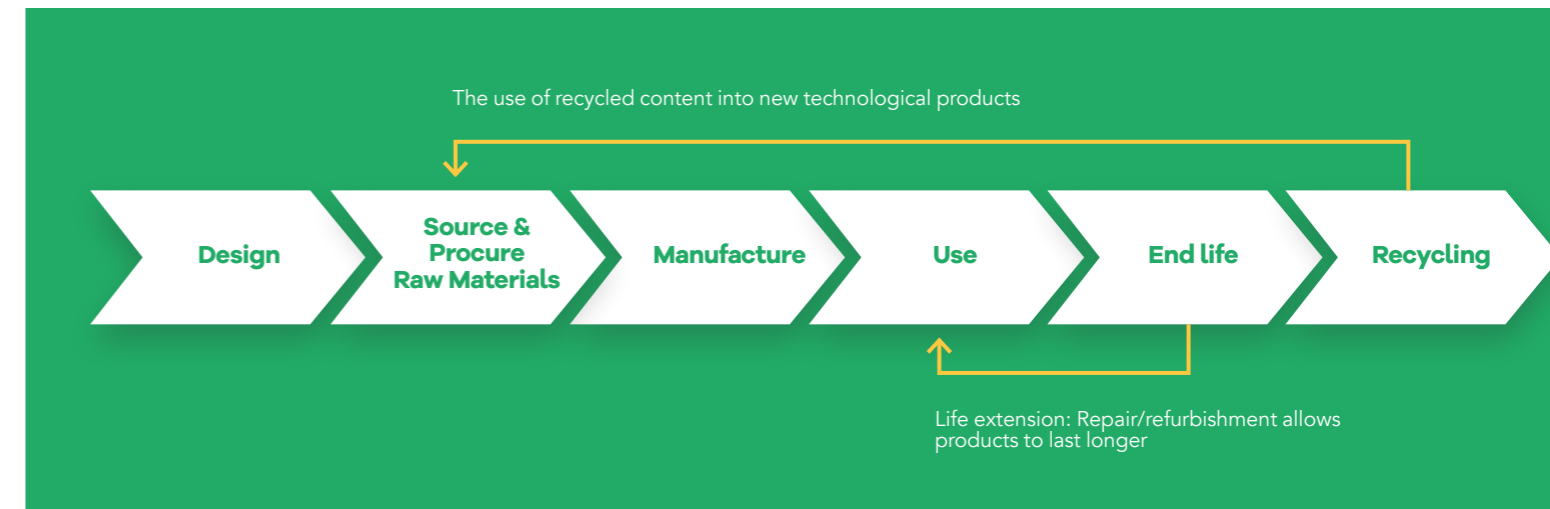 The use of recycled content into new technological products
Design
Source &
Procure
Raw Materials
Manufacture
Use
End life
Recycling
Life extension: Repair/refurbishment allows
products to last longer